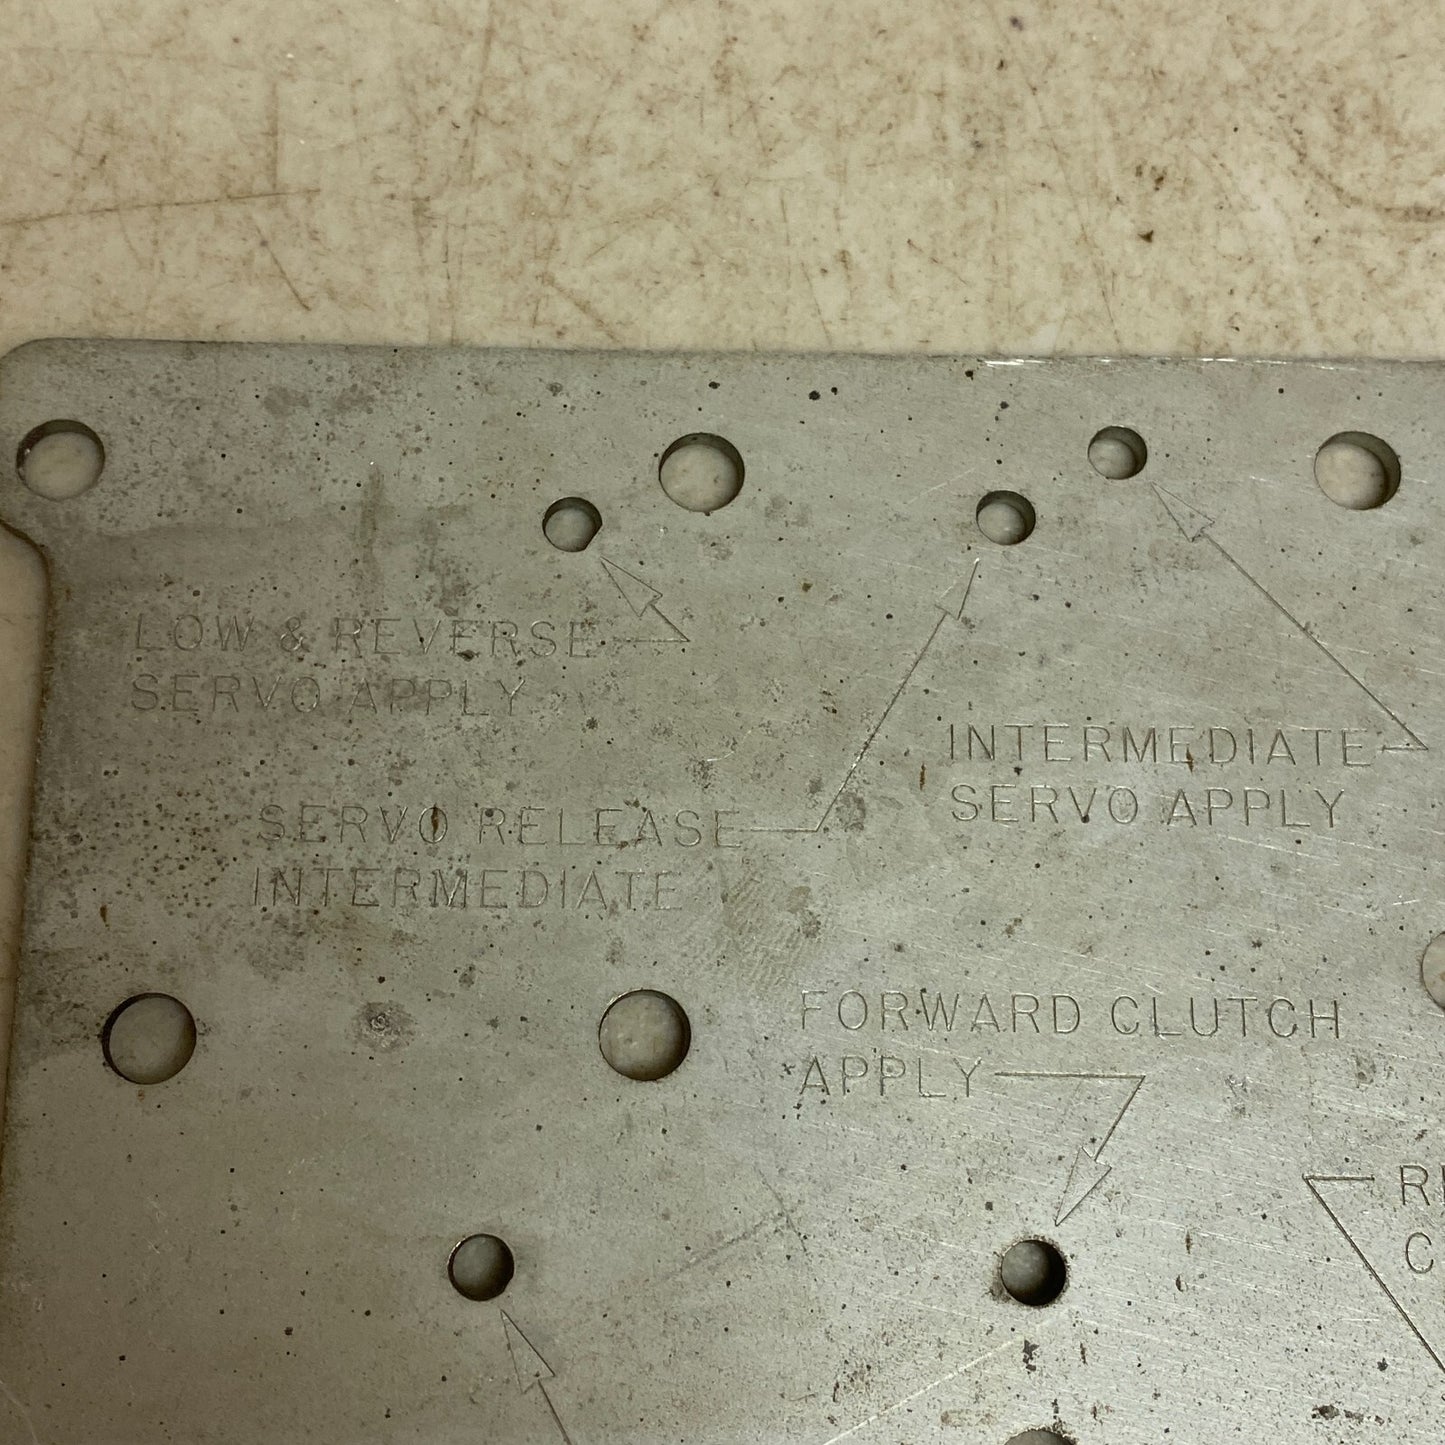 LOW & REVERSE
SERVO APPLY
INTERMEDIATE
SERVO APPLY
SERVO RELEASE
INTERMEDIATE
FORWARD CLUTCH
APPLY